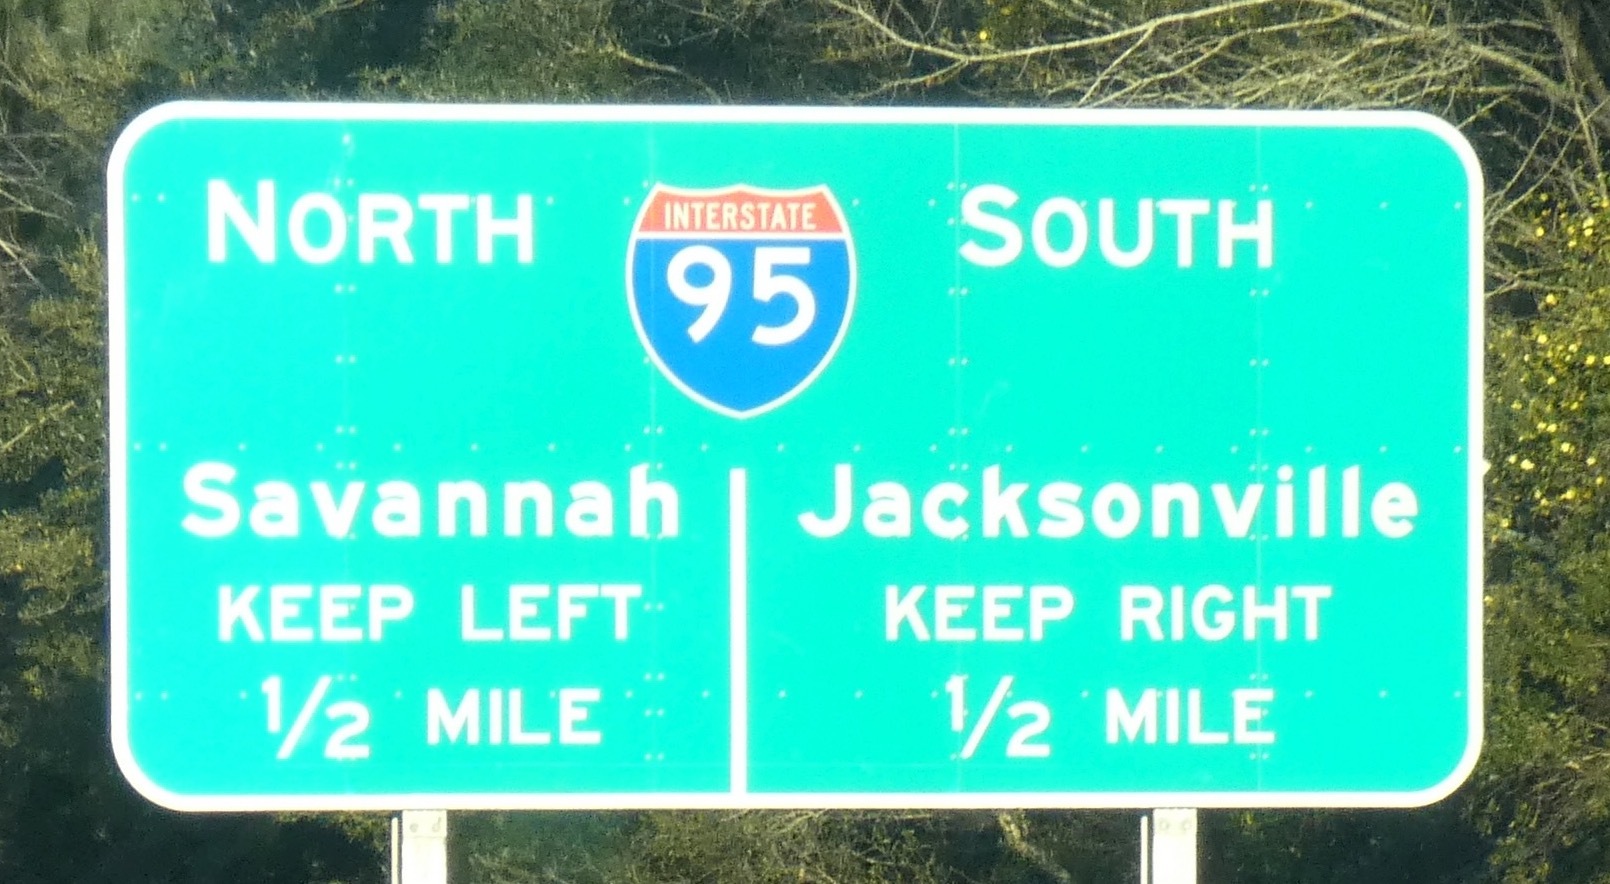 NORTH
INTERSTATE
95
SOUTH
Savannah
KEEP LEFT
1/2 MILE
Jacksonville
KEEP RIGHT
1/2 MILE